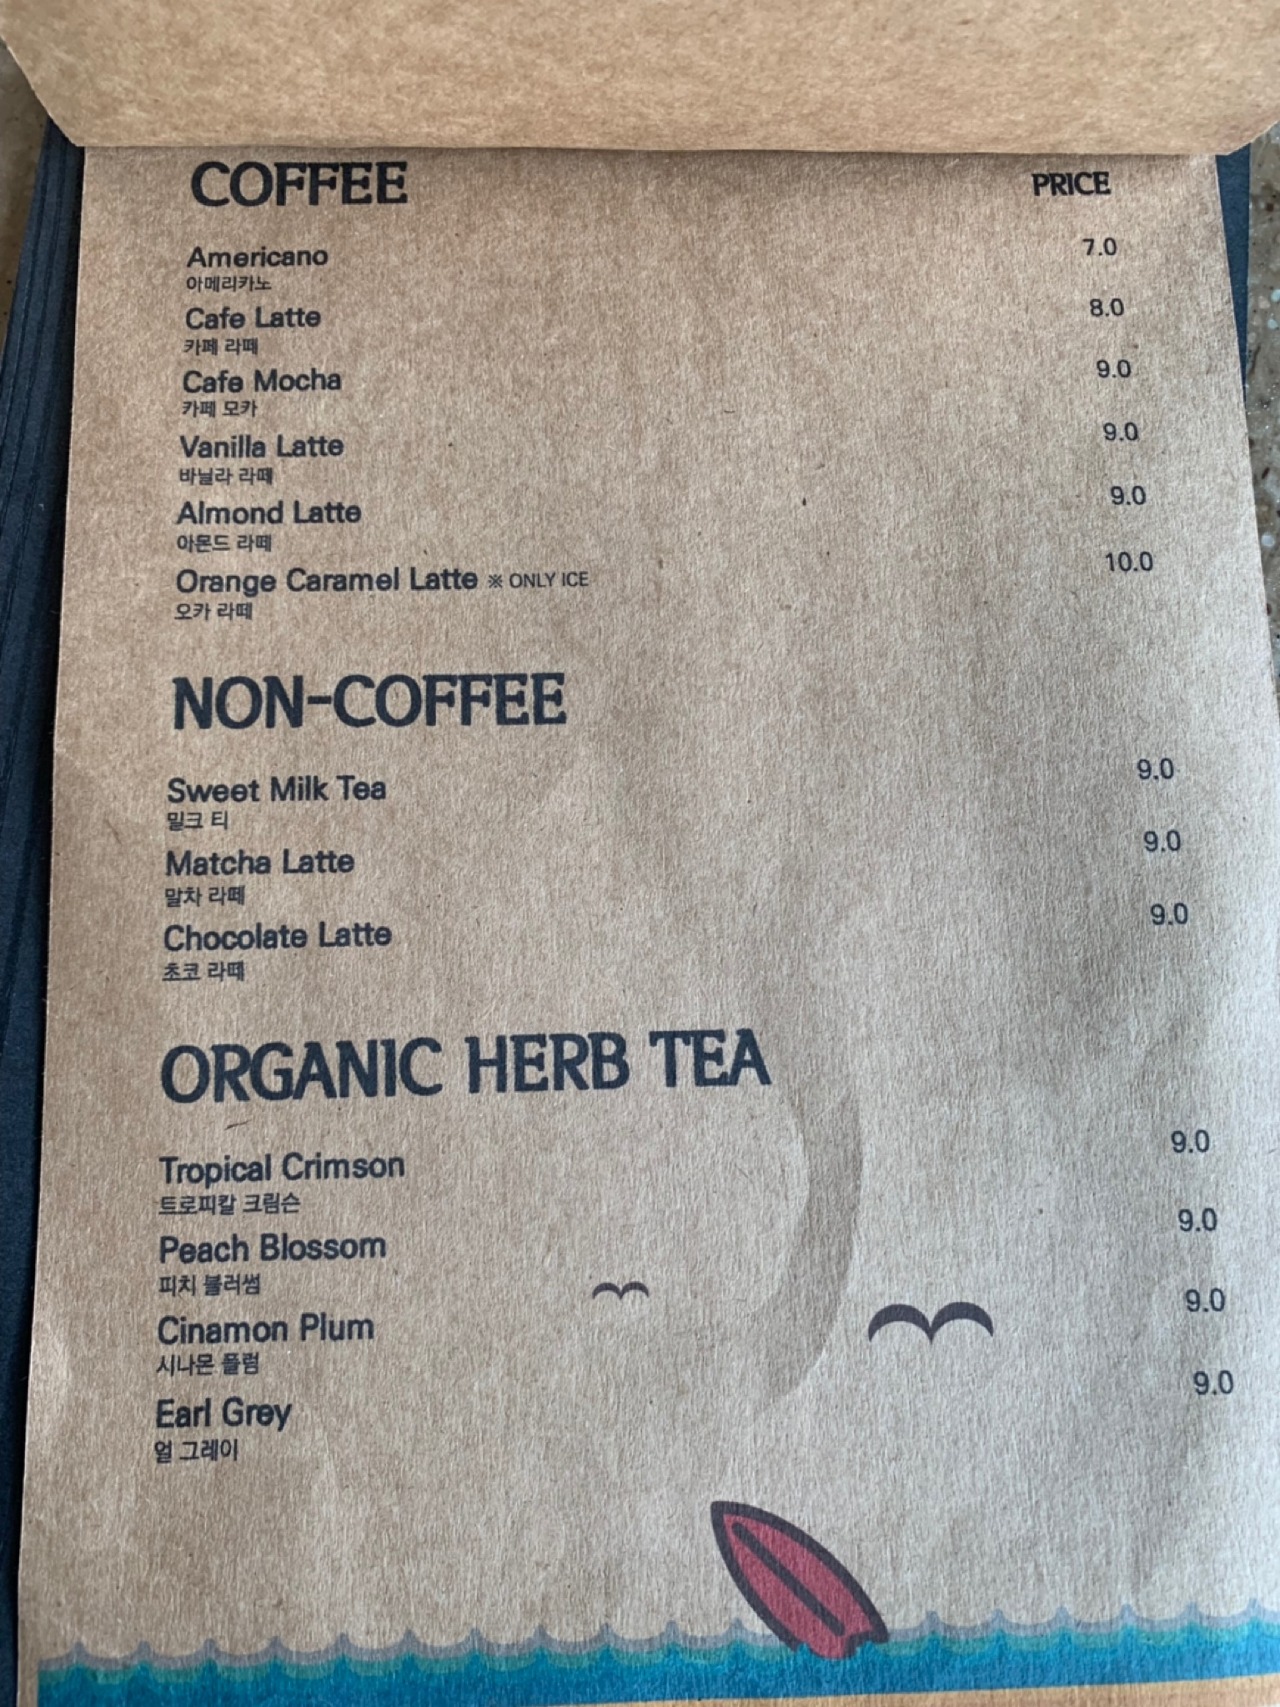 COFFEE PRICE
Americano 7.0
아메리카노
Cafe Latte 8.0
카페 라떼
Cafe Mocha 9.0
카페 모카
Vanilla Latte 9.0
바닐라 라떼
Almond Latte 9.0
아몬드 라떼
Orange Caramel Latte ※ ONLY ICE 10.0
오카 라떼
NON-COFFEE
Sweet Milk Tea 9.0
밀크 티
Matcha Latte 9.0
말차 라떼
Chocolate Latte 9.0
초코 라떼
ORGANIC HERB TEA
Tropical Crimson 9.0
트로피칼 크림슨
Peach Blossom 9.0
피치 블러썸
Cinamon Plum 9.0
시나몬 플럼
Earl Grey 9.0
얼 그레이